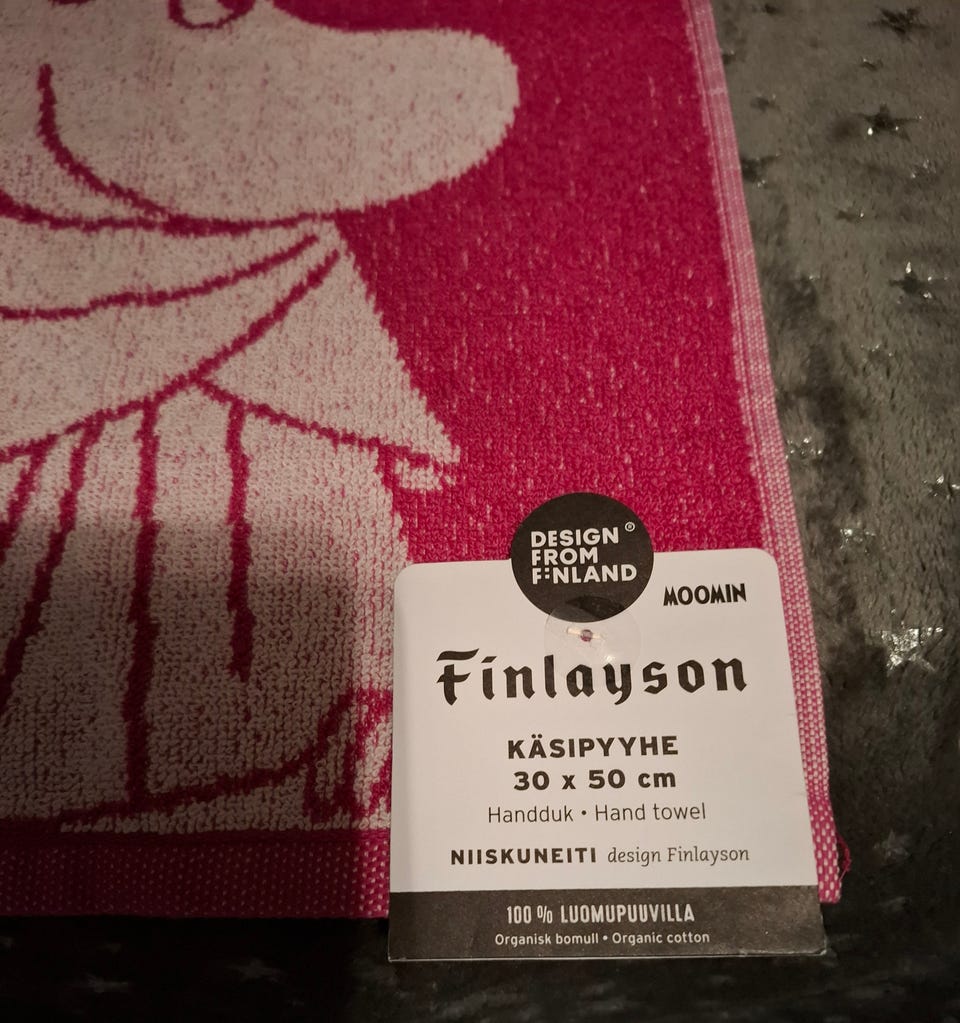 DESIGN ®
FROM
FINLAND
MOOMIN
Finlayson
KÄSIPYYHE
30 x 50 cm
Handduk • Hand towel
NIISKUNEITI design Finlayson
100 % LUOMUPUUVILLA
Organisk bomull • Organic cotton